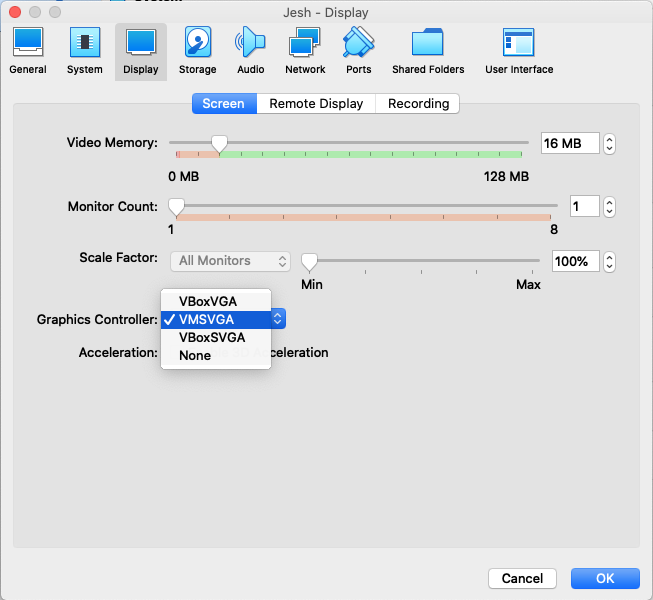 Jesh - Display
General System Display Storage Audio Network Ports Shared Folders User Interface
Screen Remote Display Recording
Video Memory: 16 MB
0 MB 128 MB
Monitor Count: 1
1 8
Scale Factor: All Monitors 100%
Min Max
VBoxVGA
Graphics Controller: ✓ VMSVGA
VBoxSVGA
Acceleration: Acceleration
None
Cancel OK